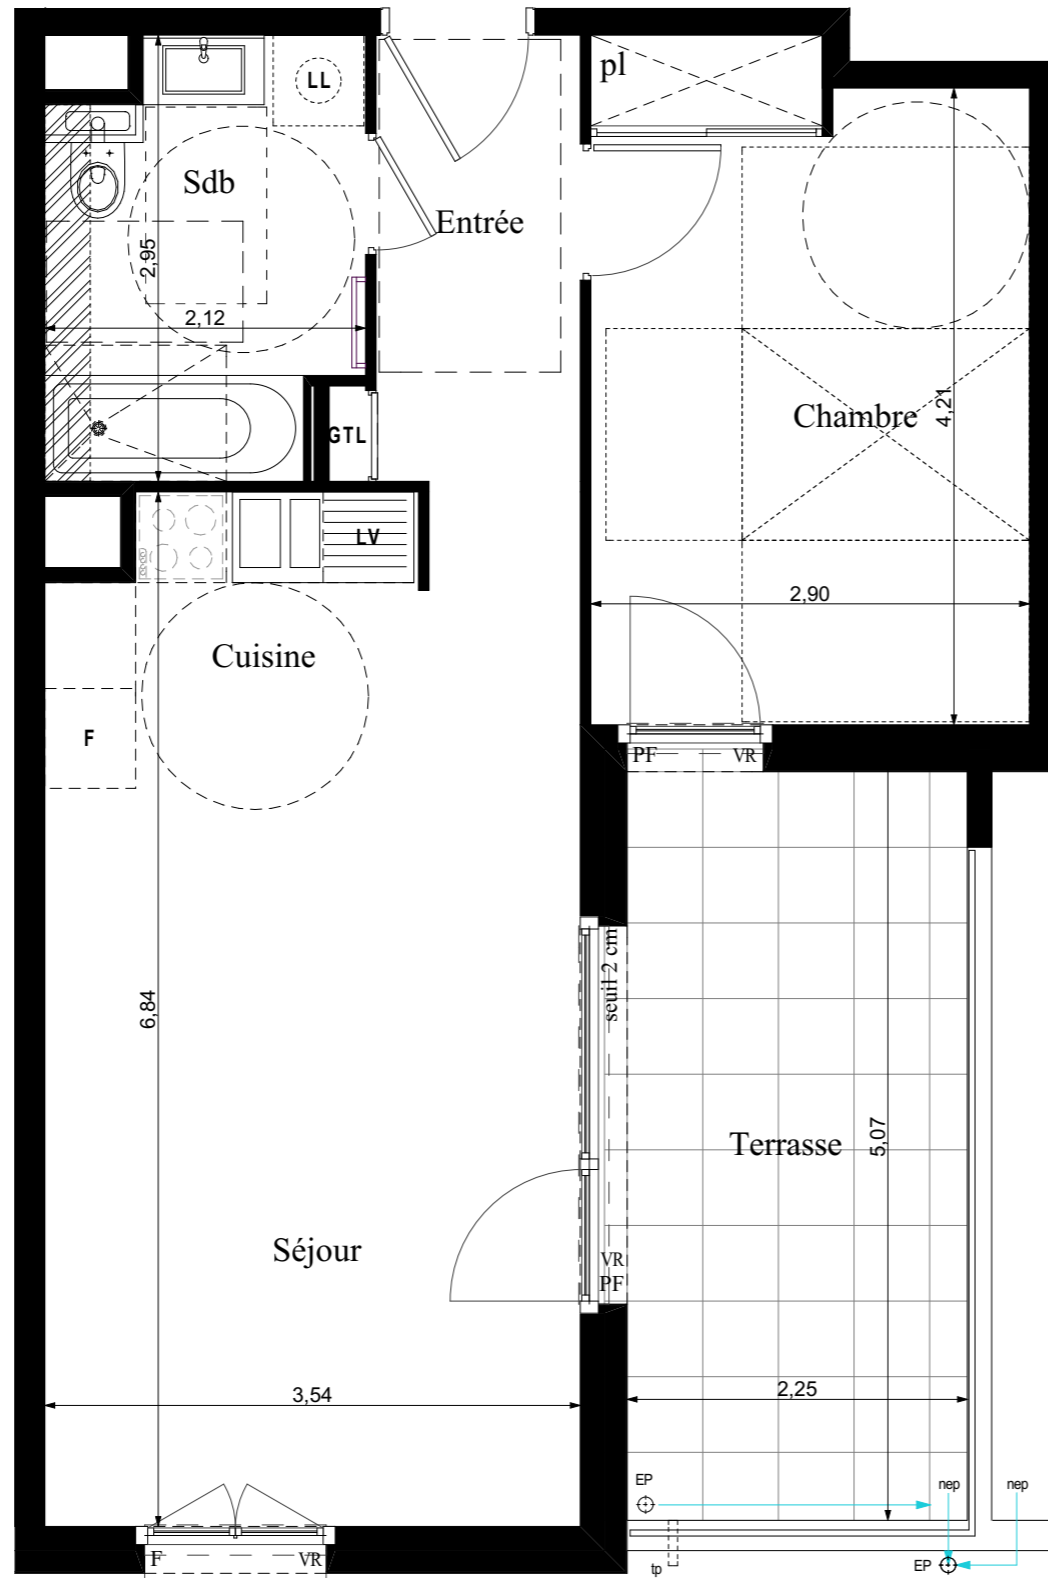 pl
LL
Sdb
Entrée
2,95
2,12
Chambre
4,21
GTL
LV
2,90
Cuisine
F
PF
VR
seuil 2 cm
6,84
Terrasse
5,07
Séjour
VR
PF
3,54
2,25
EP
nep
nep
F
VR
tp
EP